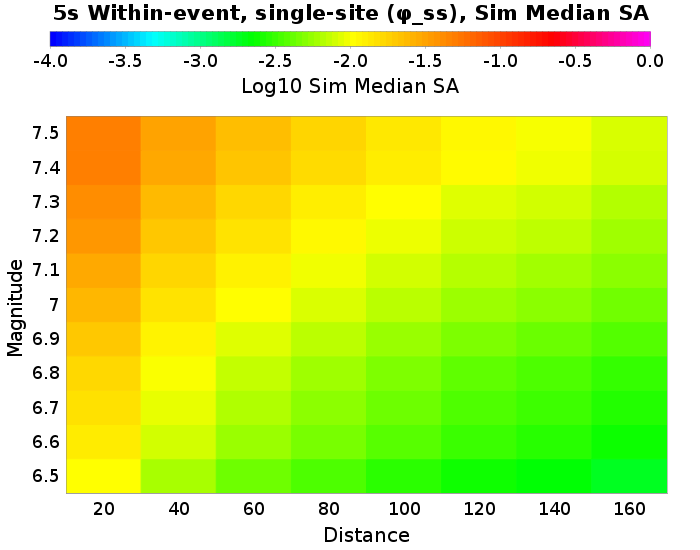 5s Within-event, single-site (φ_ss), Sim Median SA
-4.0 -3.5 -3.0 -2.5 -2.0 -1.5 -1.0 -0.5 0.0
Log10 Sim Median SA
Magnitude
7.5
7.4
7.3
7.2
7.1
7
6.9
6.8
6.7
6.6
6.5
20 40 60 80 100 120 140 160
Distance